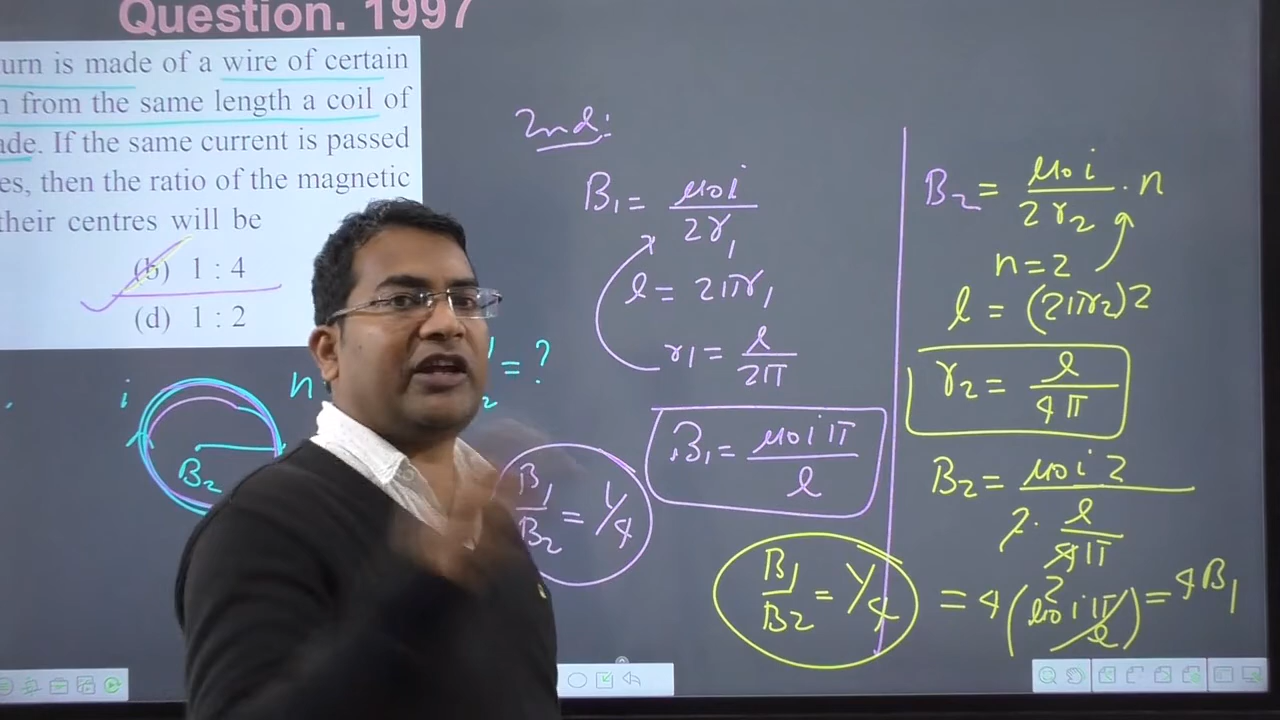 Question. 1997
urn is made of a wire of certain
n from the same length a coil of
ade. If the same current is passed
es, then the ratio of the magnetic
their centres will be
(b) 1 : 4
(d) 1 : 2
i
n
= ?
B₂
2nd:
B₁ = μ₀i / 2r₁
l = 2πr₁
r₁ = l / 2π
B₁ = μ₀iπ / l
B₁/B₂ = 1/4
B₂ = μ₀i / 2r₂ · n
n = 2
l = (2πr₂)2
r₂ = l / 4π
B₂ = μ₀i2 / 2 · l/4π
= 4(μ₀iπ / l) = 4B₁
B₁/B₂ = 1/4